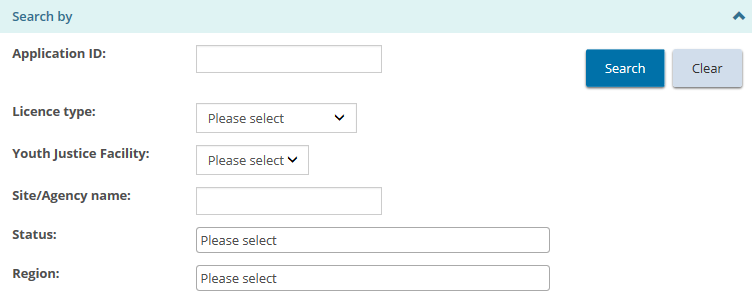 Search by
Application ID:
Search Clear
Licence type: Please select
Youth Justice Facility: Please select
Site/Agency name:
Status: Please select
Region: Please select